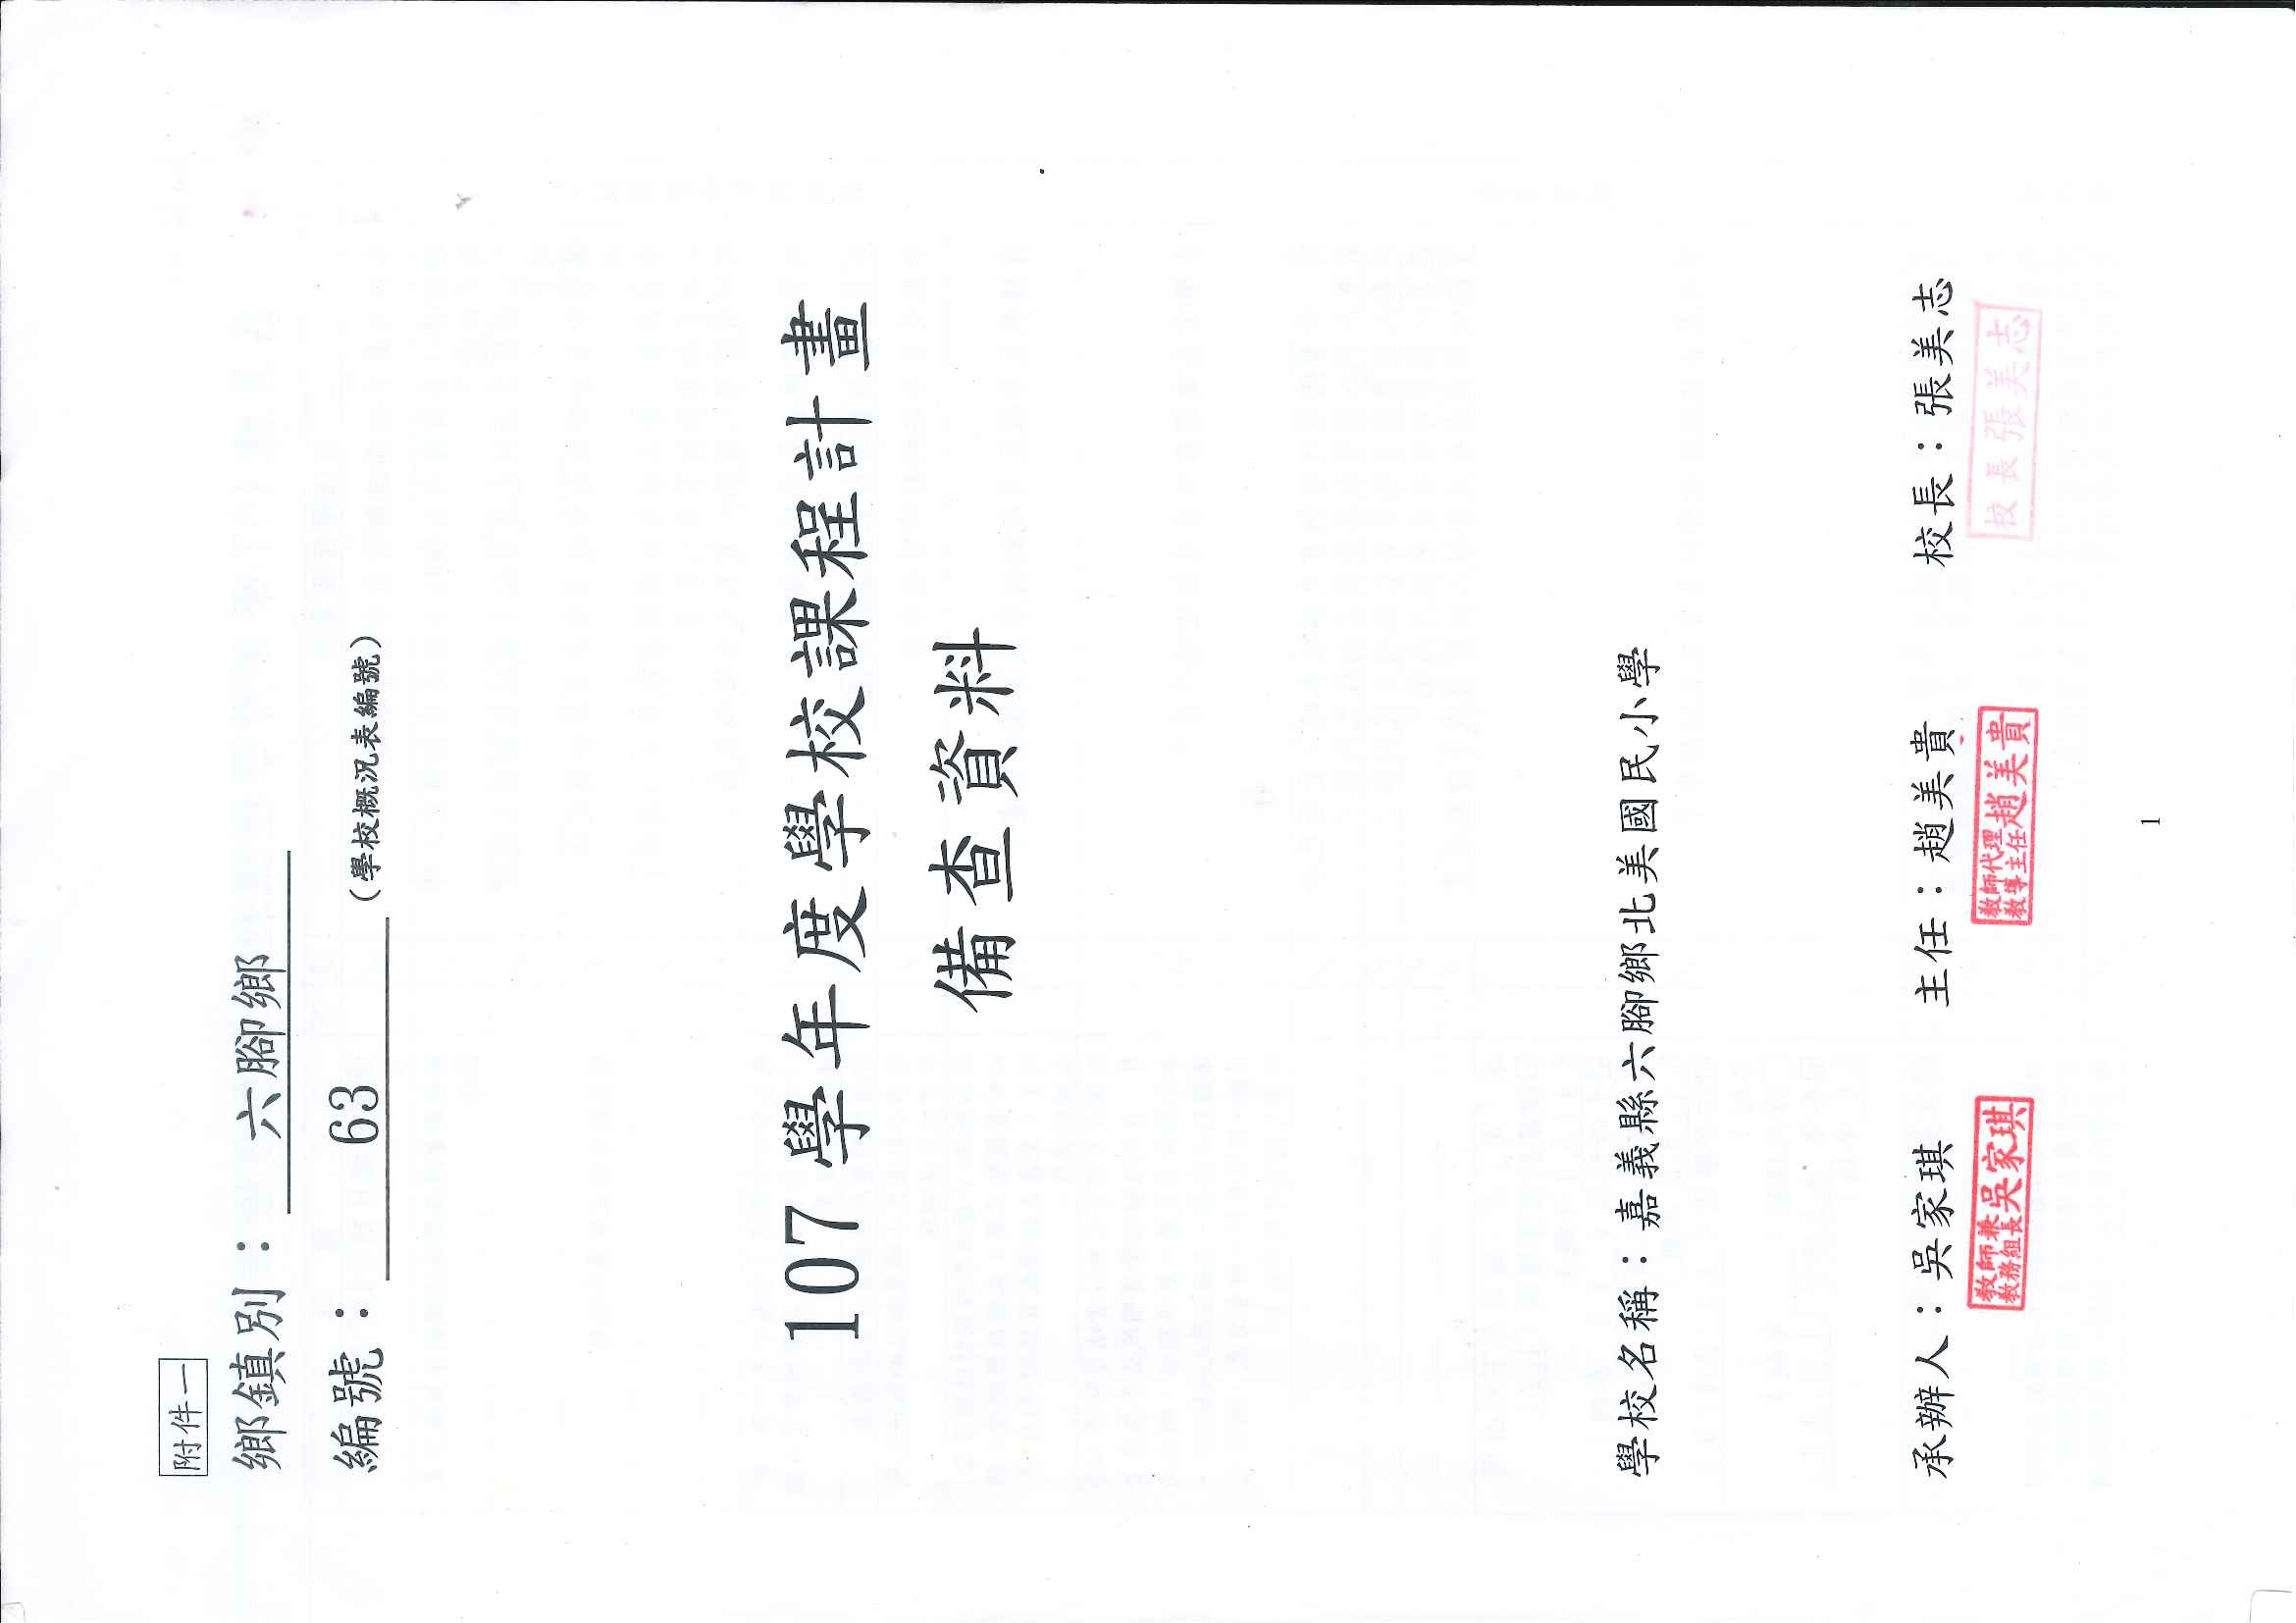 附件一
鄉鎮別：六腳鄉
編號：63（學校概況表編號）
107學年度學校課程計畫
備查資料
學校名稱：嘉義縣六腳鄉北美國民小學
承辦人：吳家琪 主任：趙美貴 校長：張美志
教師兼教務組長吳家琪 教師代理教導主任趙美貴 校長張美志
1